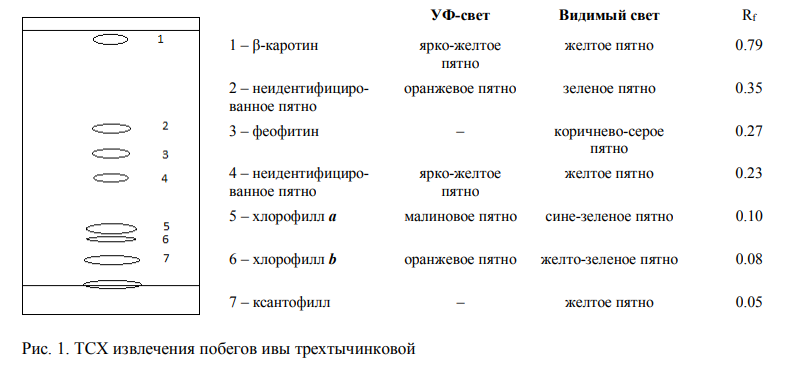 УФ-свет Видимый свет Rf
1 – β-каротин ярко-желтое пятно желтое пятно 0.79
2 – неидентифициро-ванное пятно оранжевое пятно зеленое пятно 0.35
3 – феофитин – коричнево-серое пятно 0.27
4 – неидентифициро-ванное пятно ярко-желтое пятно желтое пятно 0.23
5 – хлорофилл a малиновое пятно сине-зеленое пятно 0.10
6 – хлорофилл b оранжевое пятно желто-зеленое пятно 0.08
7 – ксантофилл – желтое пятно 0.05
1
2
3
4
5
6
7
Рис. 1. ТСХ извлечения побегов ивы трехтычинковой